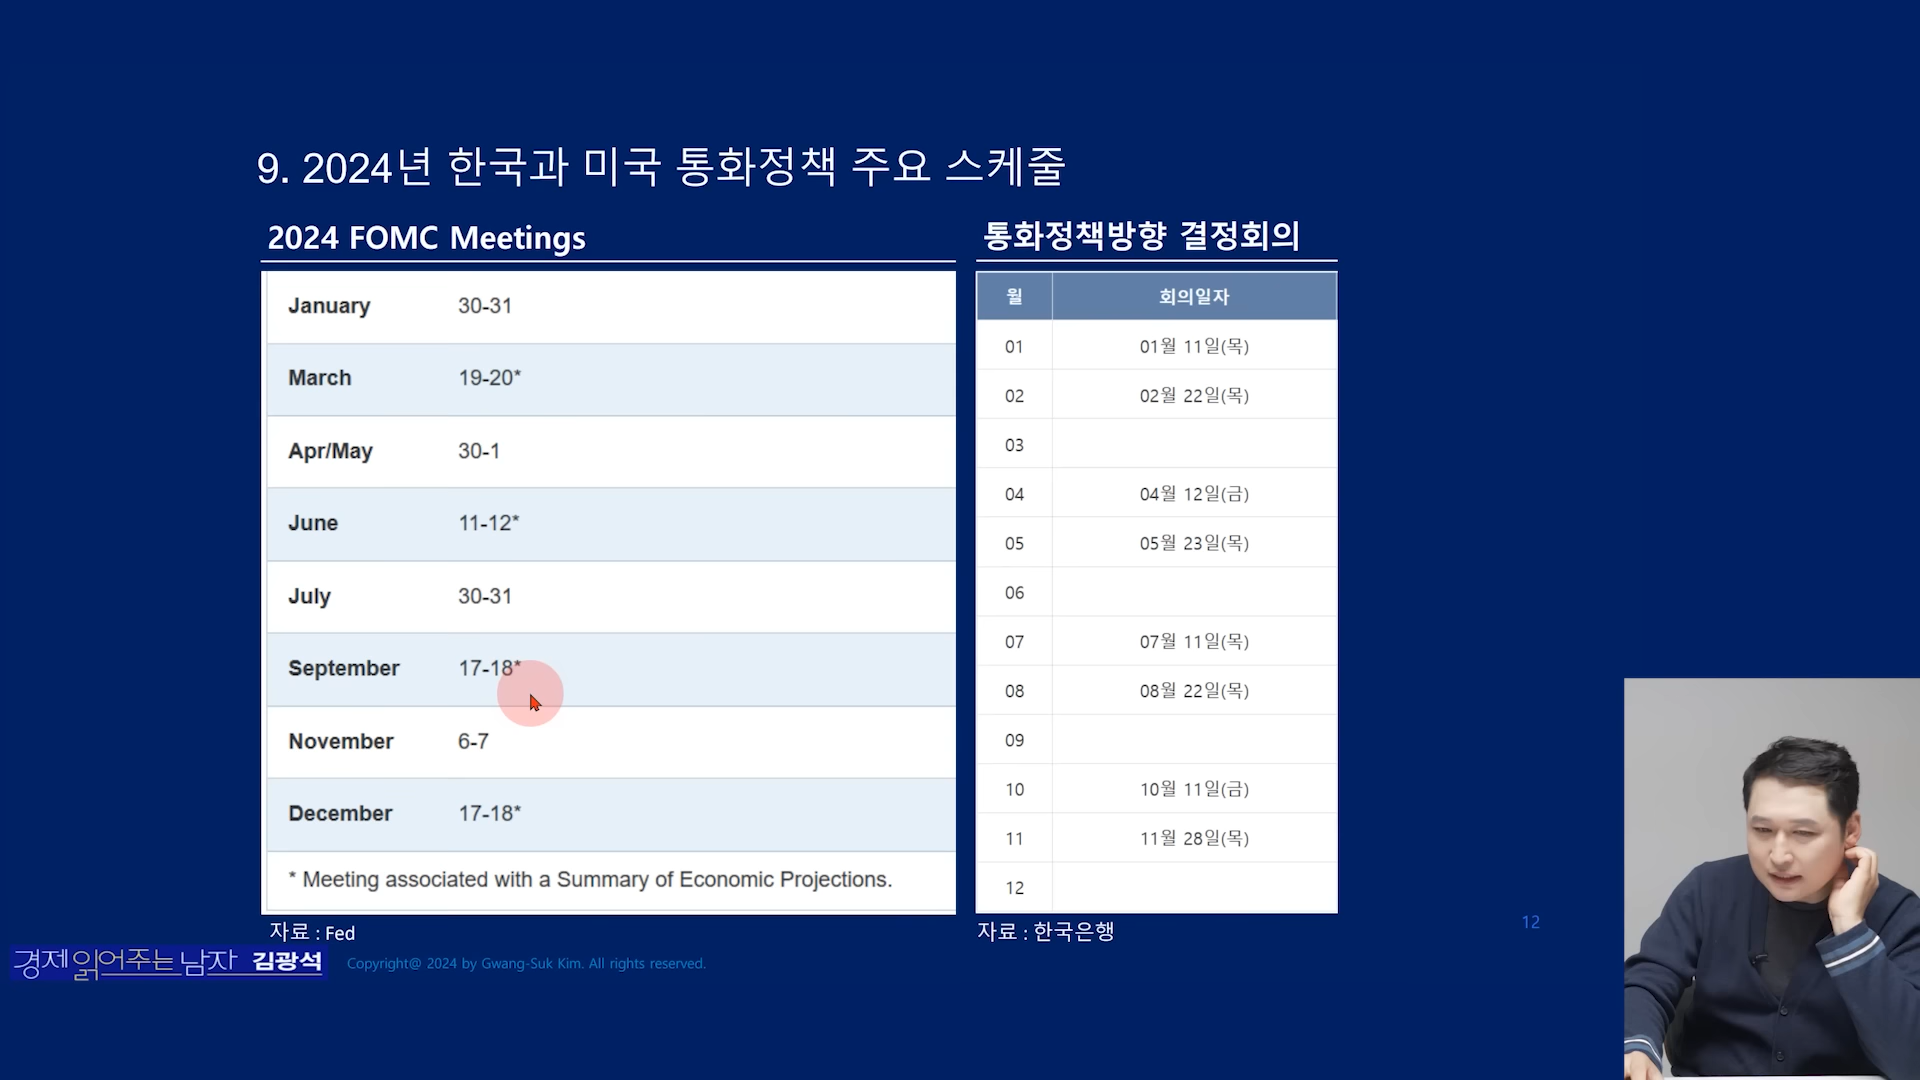 9. 2024년 한국과 미국 통화정책 주요 스케줄
2024 FOMC Meetings
January 30-31
March 19-20*
Apr/May 30-1
June 11-12*
July 30-31
September 17-18*
November 6-7
December 17-18*
* Meeting associated with a Summary of Economic Projections.
자료 : Fed
통화정책방향 결정회의
월 회의일자
01 01월 11일(목)
02 02월 22일(목)
03
04 04월 12일(금)
05 05월 23일(목)
06
07 07월 11일(목)
08 08월 22일(목)
09
10 10월 11일(금)
11 11월 28일(목)
12
자료 : 한국은행
12
경제 읽어주는 남자 김광석
Copyright@ 2024 by Gwang-Suk Kim. All rights reserved.